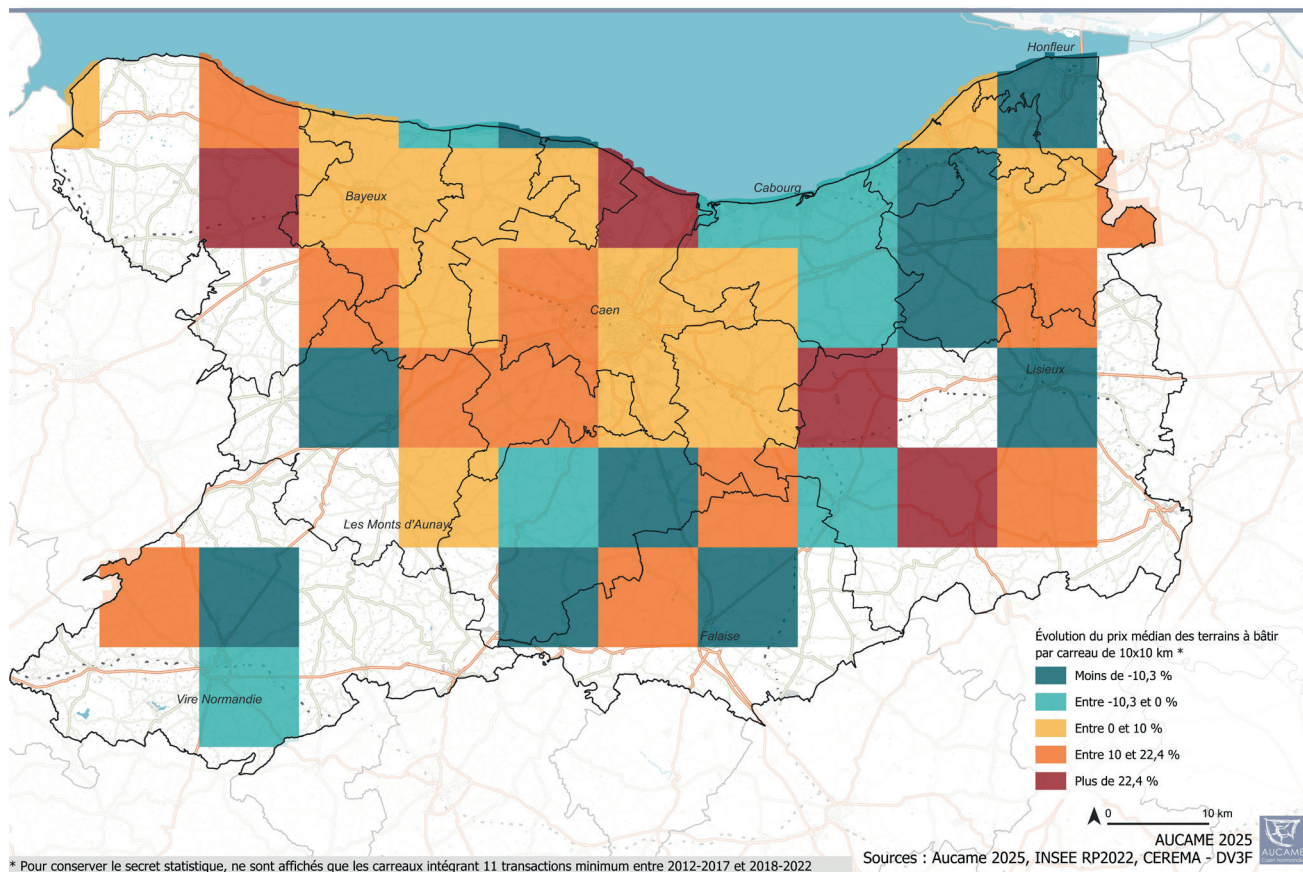 Honfleur
Cabourg
Bayeux
Caen
Lisieux
Les Monts d'Aunay
Falaise
Vire Normandie
Évolution du prix médian des terrains à bâtir
par carreau de 10x10 km *
Moins de -10,3 %
Entre -10,3 et 0 %
Entre 0 et 10 %
Entre 10 et 22,4 %
Plus de 22,4 %
0 10 km
AUCAME 2025
Sources : Aucame 2025, INSEE RP2022, CEREMA - DV3F
AUCAME
Caen normandie
* Pour conserver le secret statistique, ne sont affichés que les carreaux intégrant 11 transactions minimum entre 2012-2017 et 2018-2022